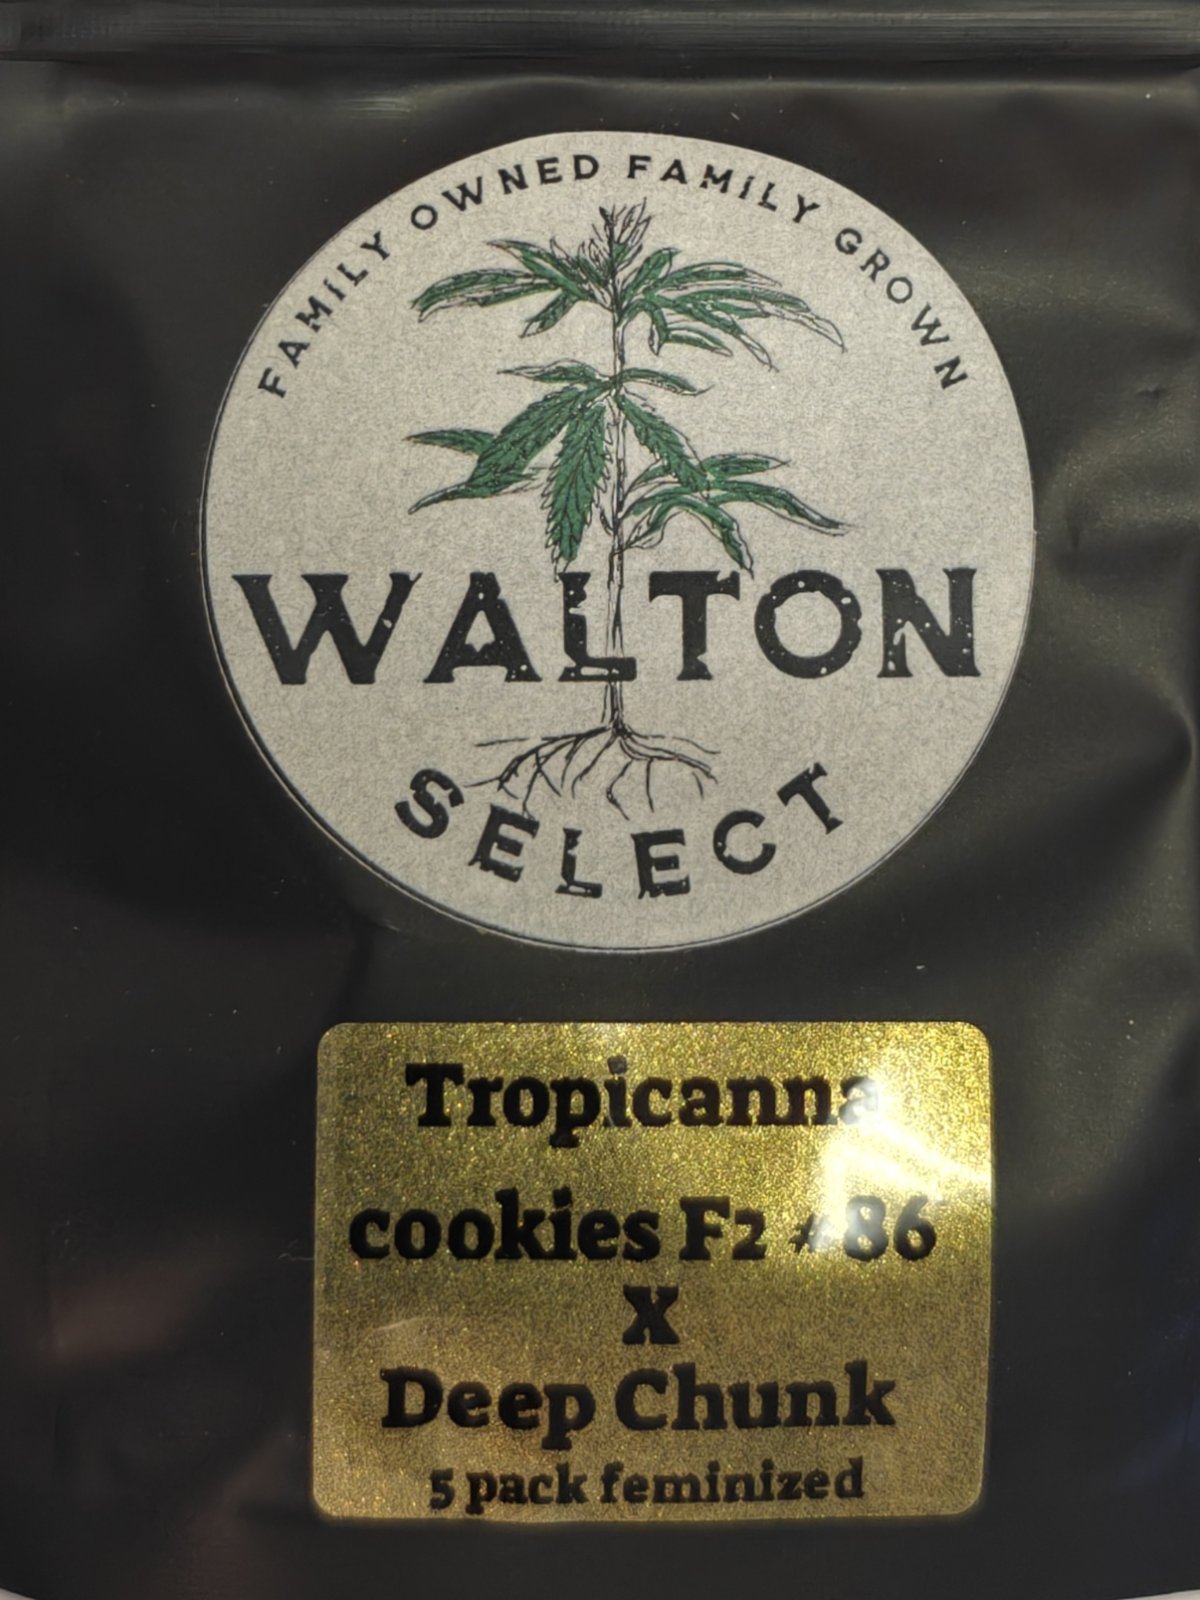 FAMILY OWNED FAMILY GROWN
WALTON
SELECT
Tropicanna
cookies F2 #86
X
Deep Chunk
5 pack feminized